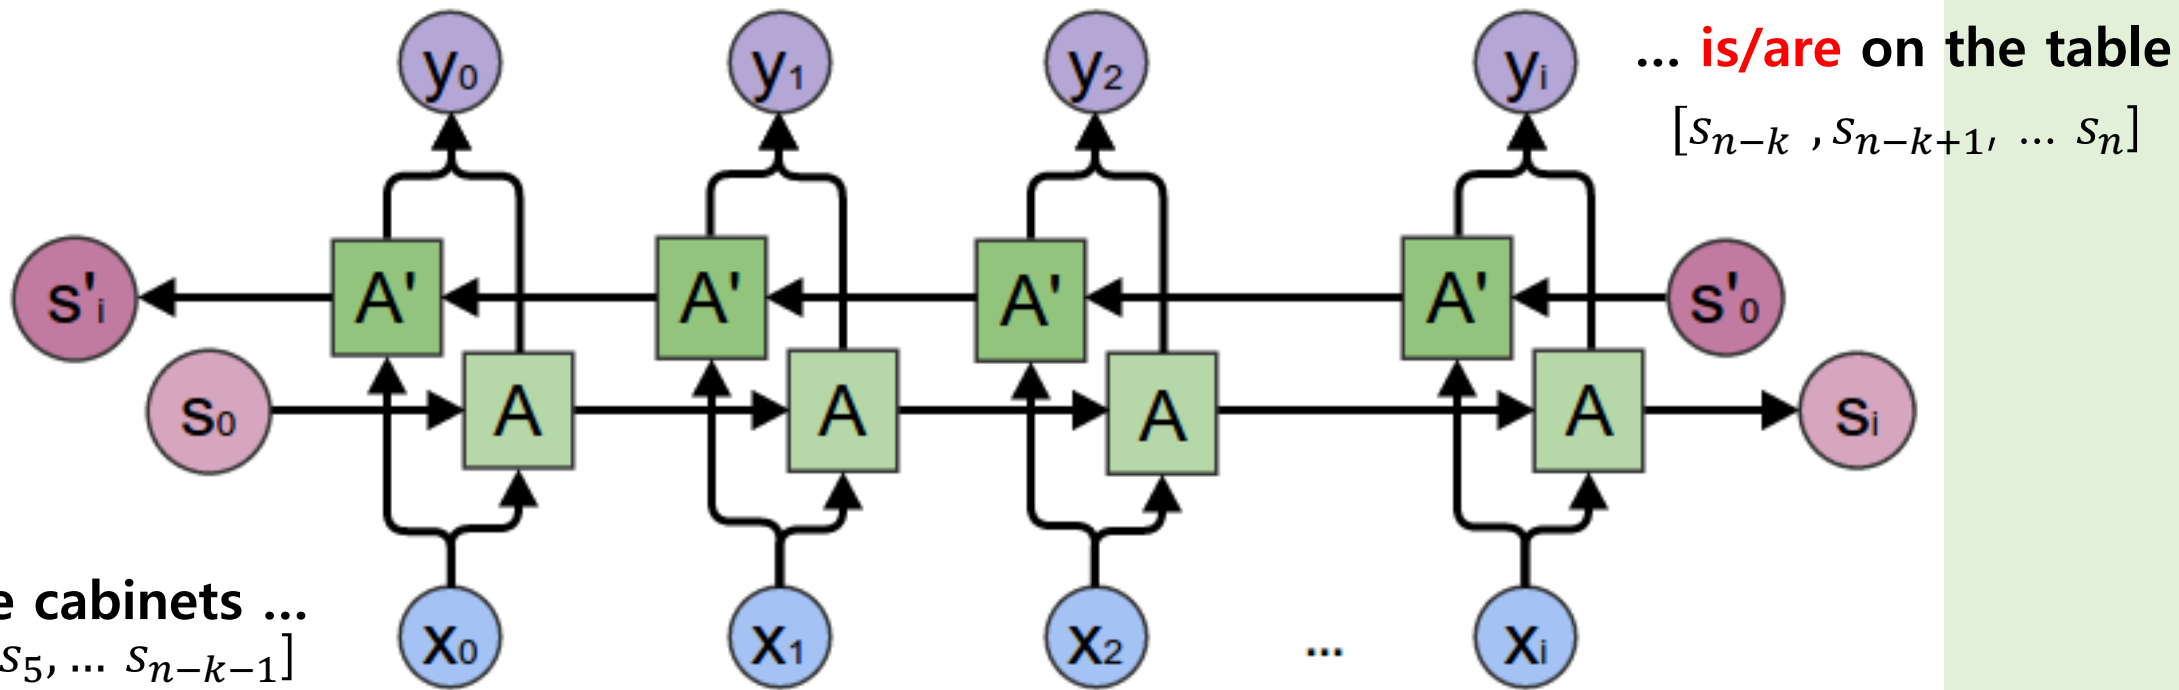 y₀ y₁ y₂ yᵢ
... is/are on the table
[s_{n-k} , s_{n-k+1}, ... s_n]
s'ᵢ A' A' A' A' s'₀
s₀ A A A A sᵢ
e cabinets ...
s₅, ... s_{n-k-1}]
x₀ x₁ x₂ ... xᵢ